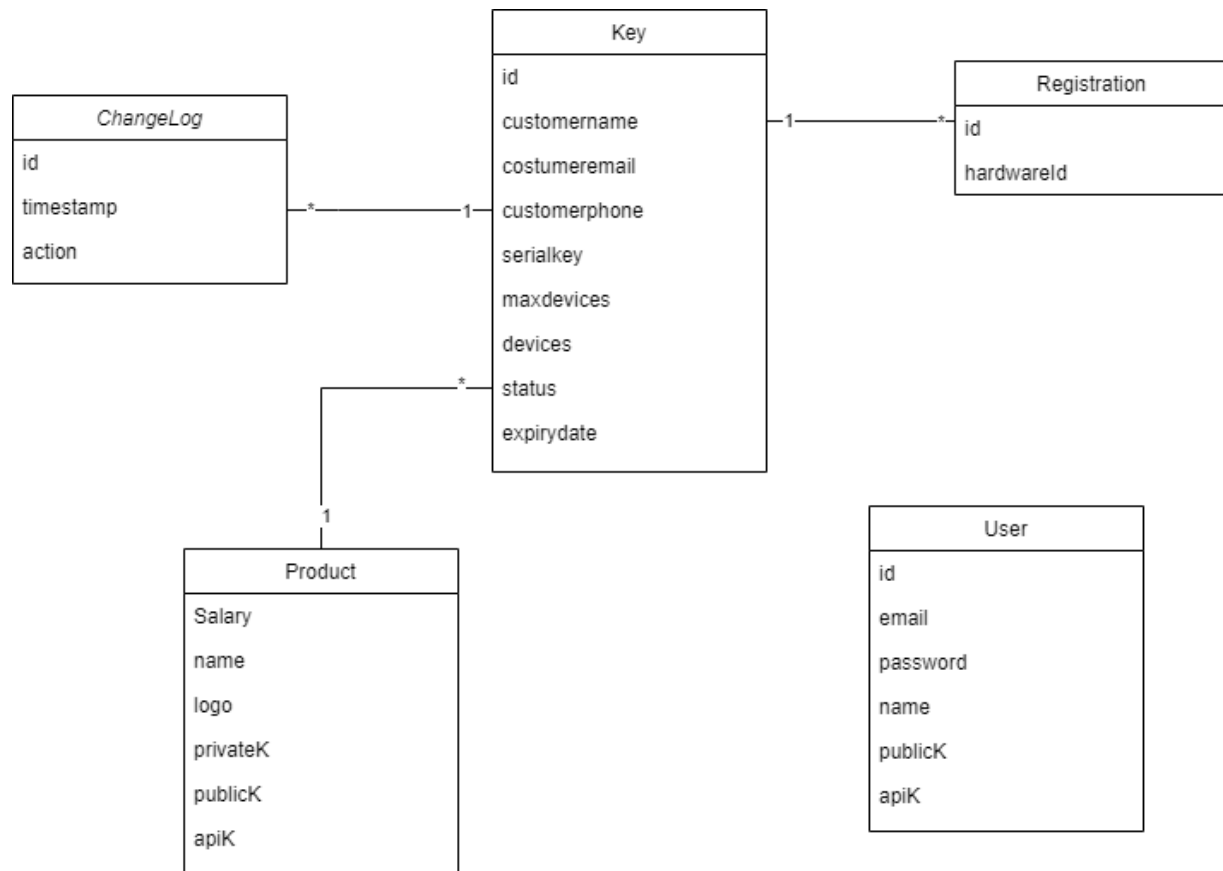 ChangeLog
id
timestamp
action
*
1
Key
id
customername
costumeremail
customerphone
serialkey
maxdevices
devices
status
expirydate
1
*
Registration
id
hardwareId
*
1
Product
Salary
name
logo
privateK
publicK
apiK
User
id
email
password
name
publicK
apiK